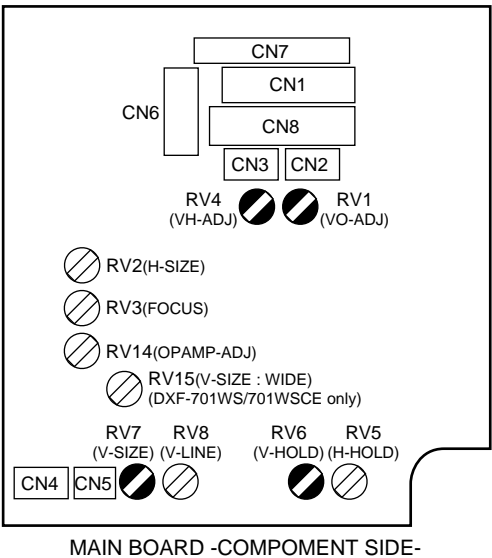 CN7
CN1
CN6
CN8
CN3 CN2
RV4 RV1
(VH-ADJ) (VO-ADJ)
RV2(H-SIZE)
RV3(FOCUS)
RV14(OPAMP-ADJ)
RV15(V-SIZE : WIDE)
(DXF-701WS/701WSCE only)
RV7 RV8 RV6 RV5
(V-SIZE) (V-LINE) (V-HOLD) (H-HOLD)
CN4 CN5
MAIN BOARD -COMPOMENT SIDE-